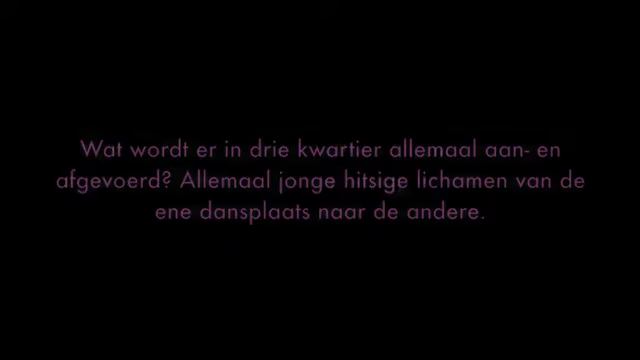 Wat wordt er in drie kwartier allemaal aan- en
afgevoerd? Allemaal jonge hitsige lichamen van de
ene dansplaats naar de andere.